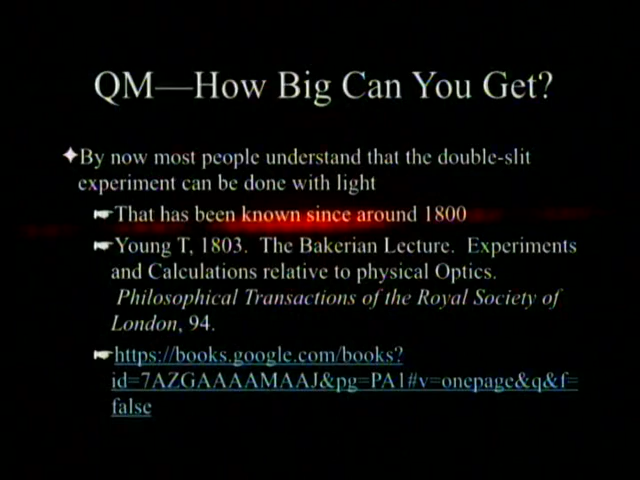 QM—How Big Can You Get?
By now most people understand that the double-slit
experiment can be done with light
That has been known since around 1800
Young T, 1803. The Bakerian Lecture. Experiments
and Calculations relative to physical Optics.
Philosophical Transactions of the Royal Society of
London, 94.
https://books.google.com/books?
id=7AZGAAAAMAAJ&pg=PA1#v=onepage&q&f=
false